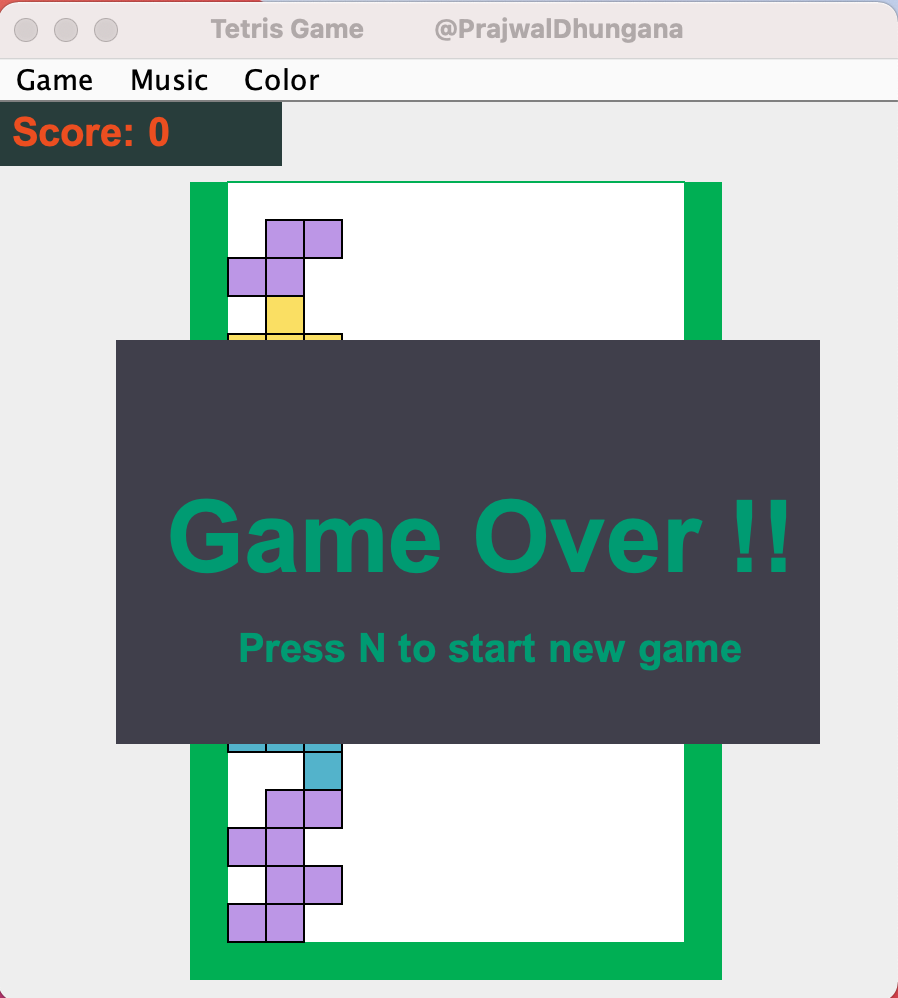 Tetris Game @PrajwalDhungana
Game Music Color
Score: 0
Game Over !!
Press N to start new game